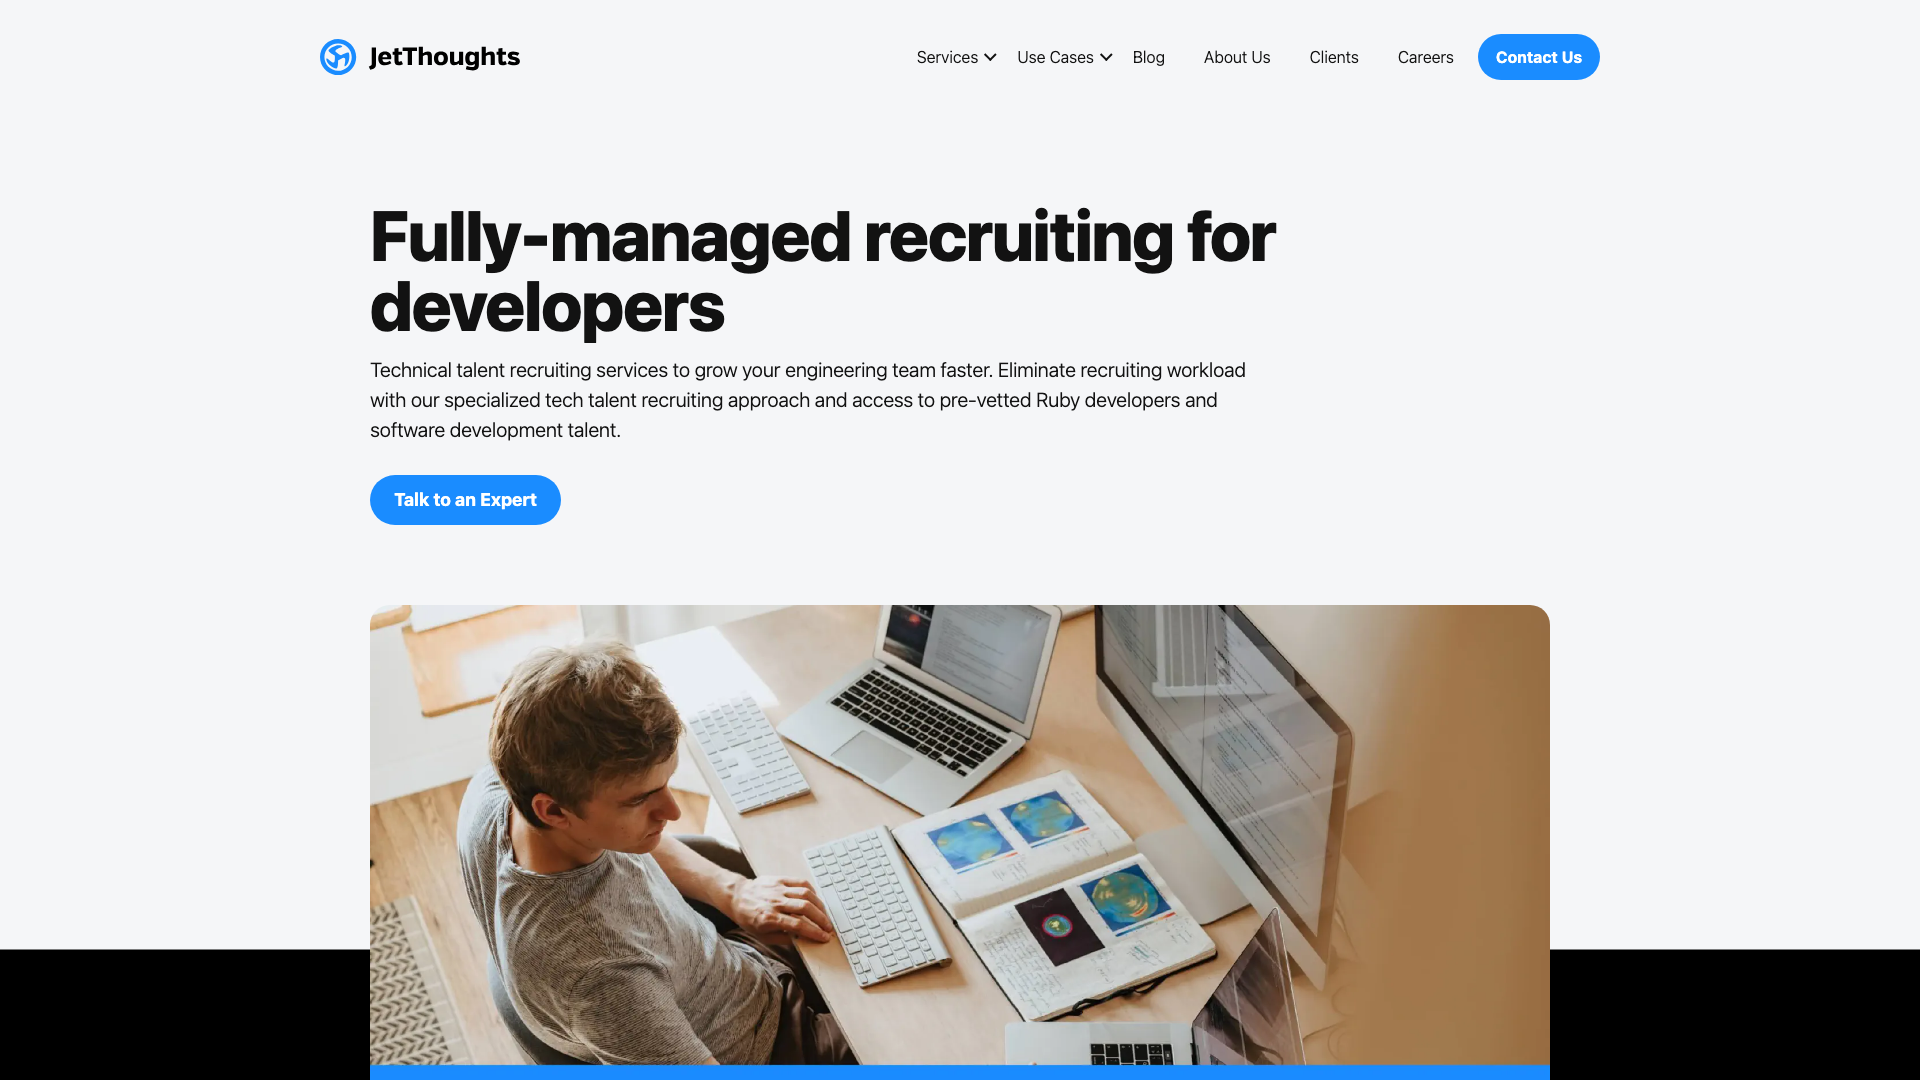 JetThoughts
Services
Use Cases
Blog
About Us
Clients
Careers
Contact Us
Fully-managed recruiting for
developers
Technical talent recruiting services to grow your engineering team faster. Eliminate recruiting workload
with our specialized tech talent recruiting approach and access to pre-vetted Ruby developers and
software development talent.
Talk to an Expert